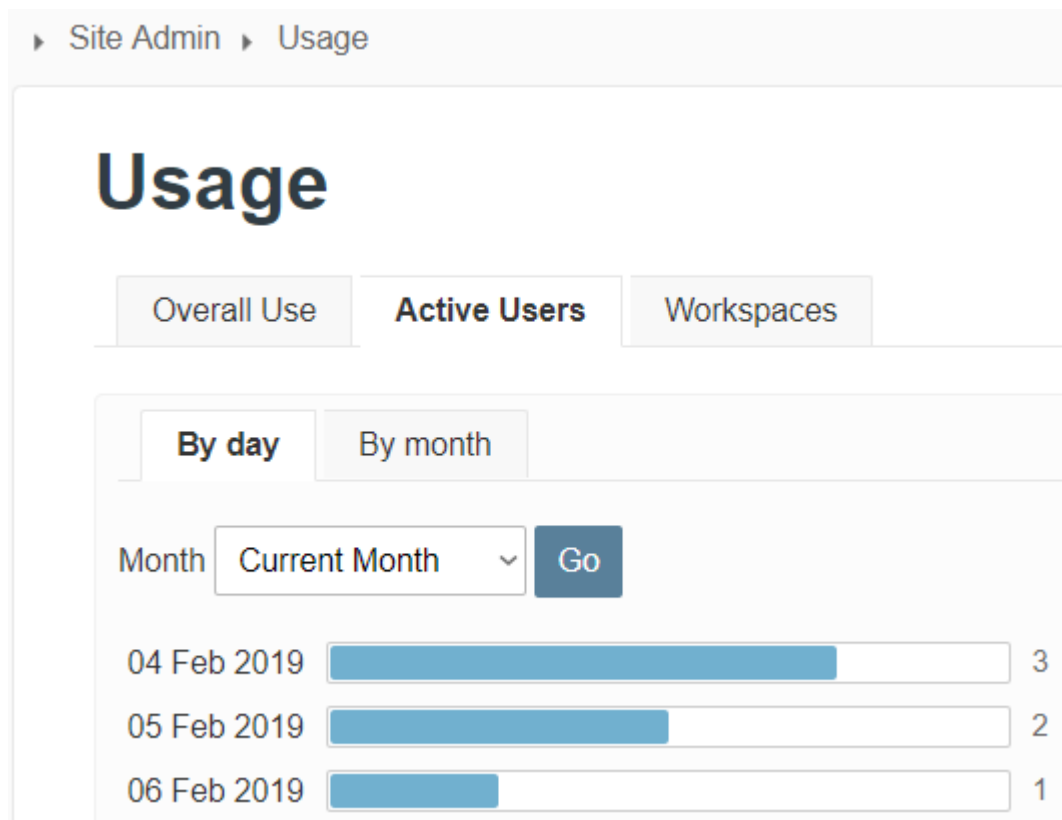 Site Admin Usage
Usage
Overall Use Active Users Workspaces
By day By month
Month Current Month Go
04 Feb 2019 3
05 Feb 2019 2
06 Feb 2019 1